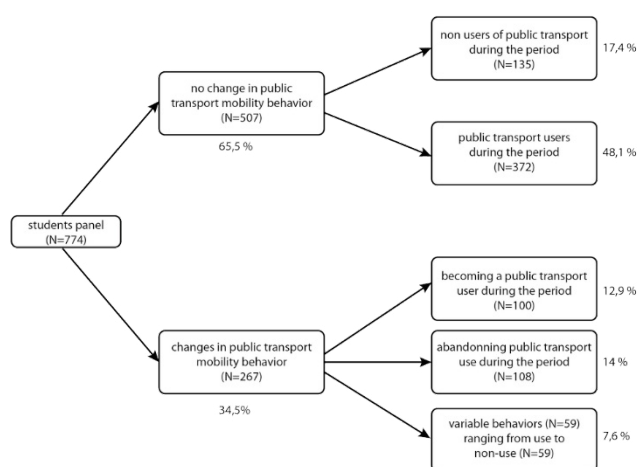 students panel
(N=774)
no change in public
transport mobility behavior
(N=507)
65,5 %
non users of public transport
during the period
(N=135)
17,4 %
public transport users
during the period
(N=372)
48,1 %
changes in public transport
mobility behavior
(N=267)
34,5%
becoming a public transport
user during the period
(N=100)
12,9 %
abandonning public transport
use during the period
(N=108)
14 %
variable behaviors (N=59)
ranging from use to
non-use (N=59)
7,6 %